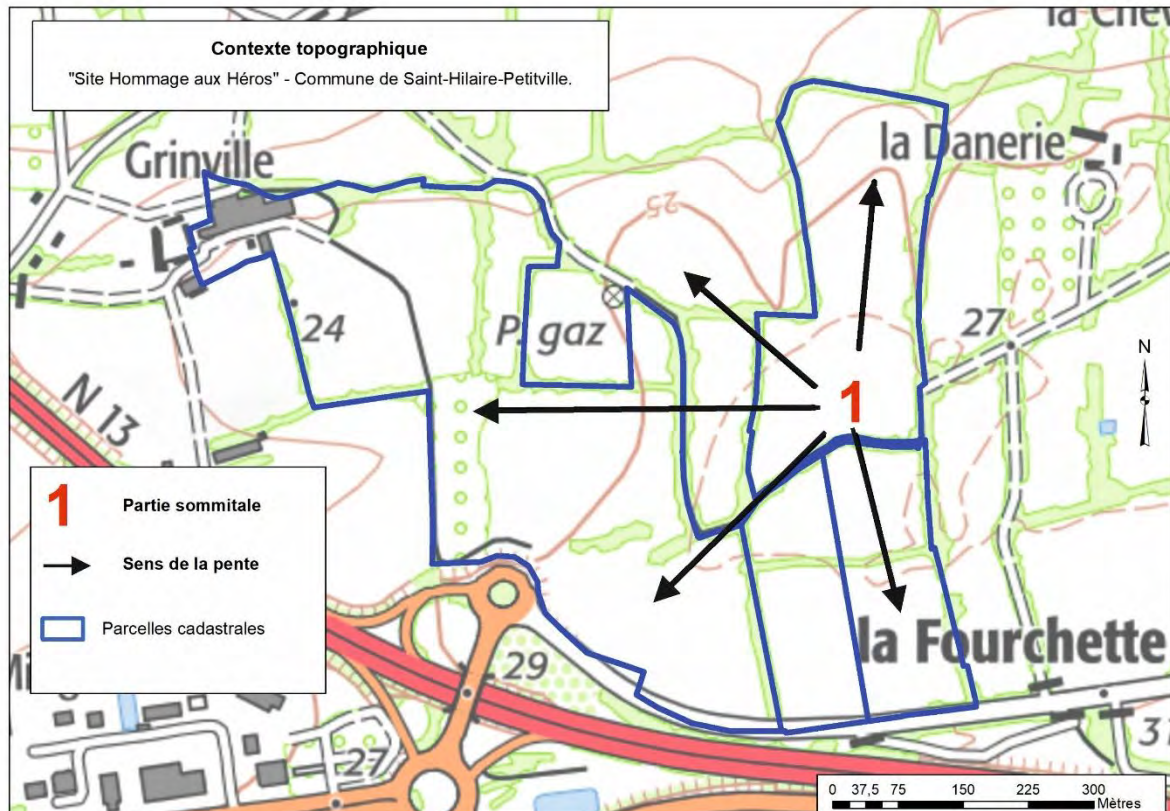 Contexte topographique
"Site Hommage aux Héros" - Commune de Saint-Hilaire-Petitville.
Grinville
la Danerie
25
24
P. gaz
27
N
N 13
1
1 Partie sommitale
Sens de la pente
Parcelles cadastrales
la Fourchette
29
27
0 37,5 75 150 225 300
Mètres